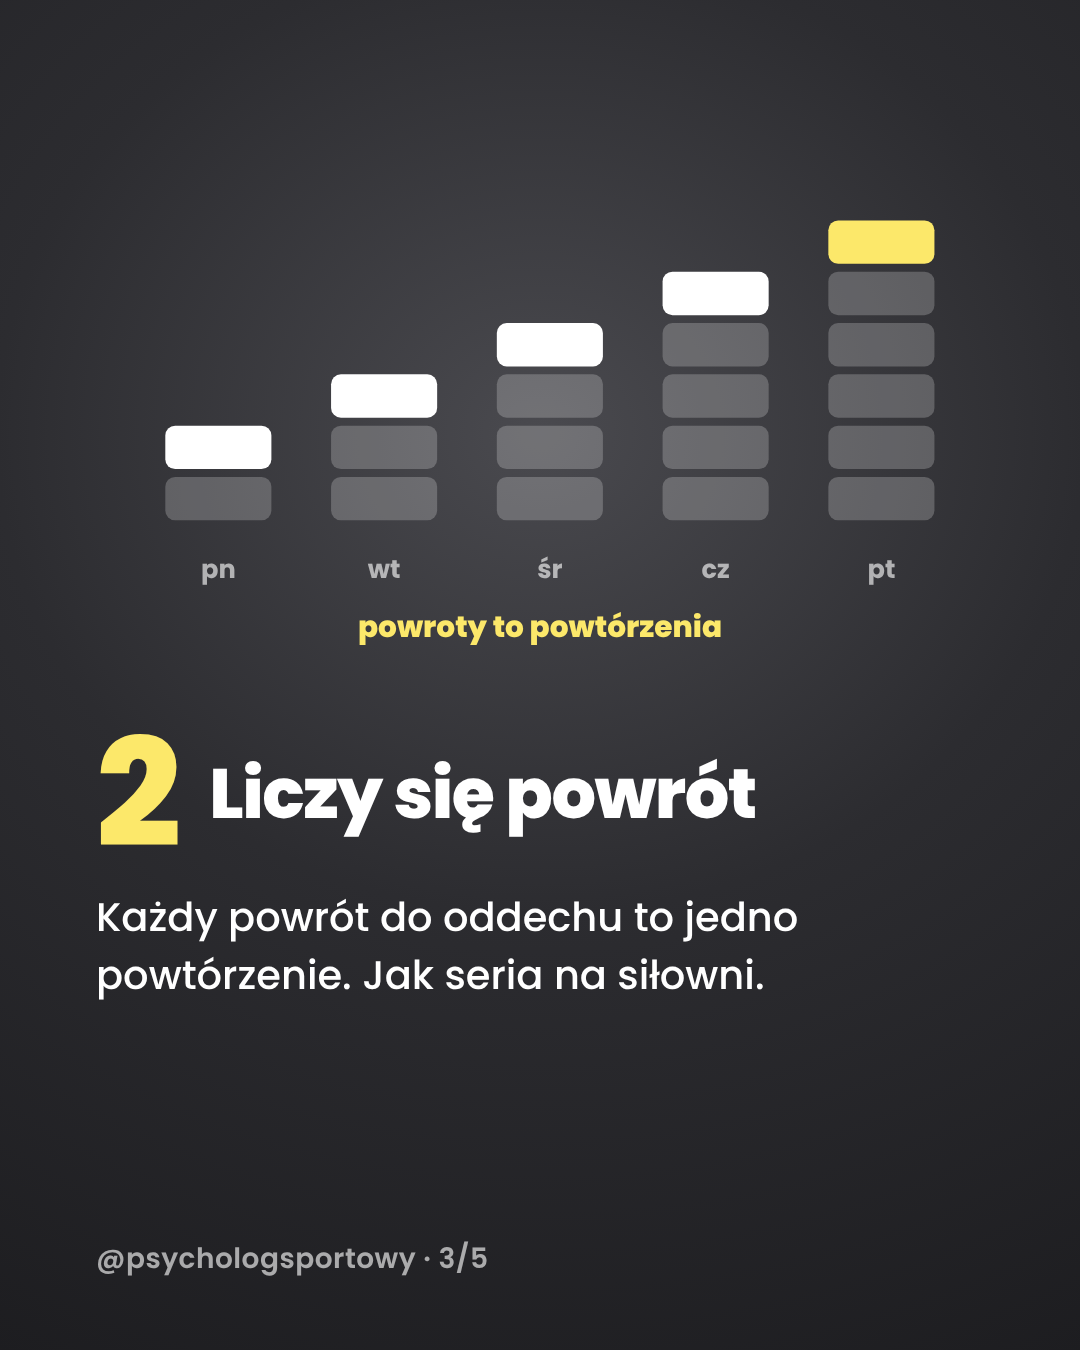 pn wt śr cz pt
powroty to powtórzenia
2 Liczy się powrót
Każdy powrót do oddechu to jedno
powtórzenie. Jak seria na siłowni.
@psychologsportowy · 3/5